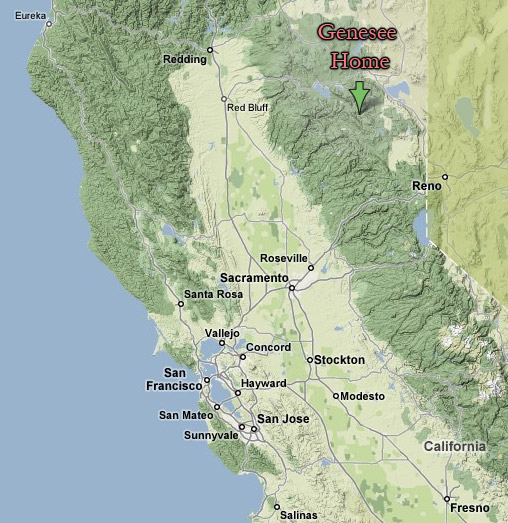 Eureka
Genesee
Home
Redding
Red Bluff
Reno
Roseville
Sacramento
Santa Rosa
Vallejo
Concord
Stockton
San
Francisco
Hayward
Modesto
San Mateo
San Jose
Sunnyvale
California
Fresno
Salinas